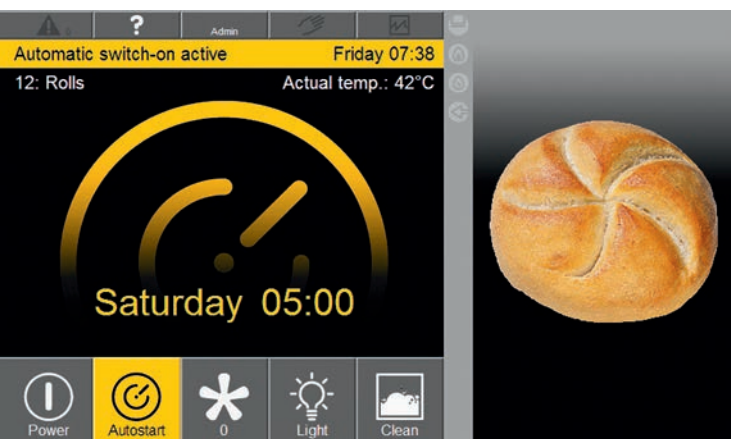 ?
Admin
Automatic switch-on active Friday 07:38
12: Rolls Actual temp.: 42°C
Saturday 05:00
Power Autostart 0 Light Clean